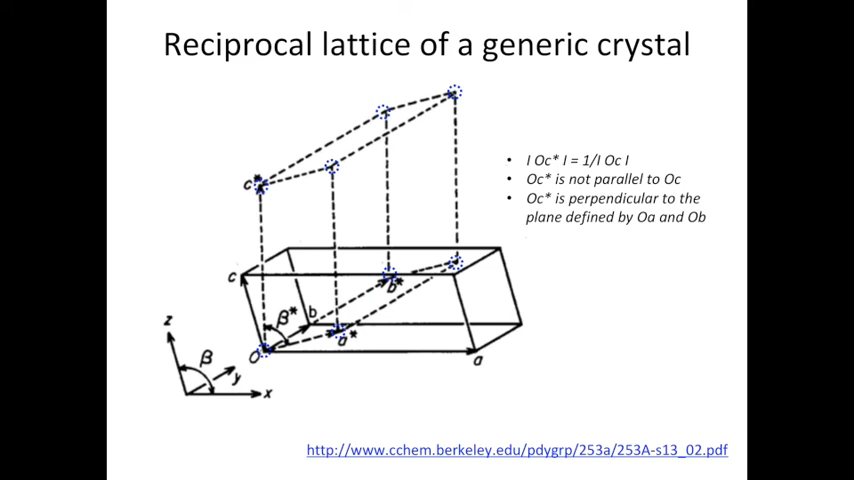 Reciprocal lattice of a generic crystal
• I Oc* I = 1/I Oc I
• Oc* is not parallel to Oc
• Oc* is perpendicular to the
plane defined by Oa and Ob
c*
c
b*
β*
b
a*
O
a
z
β
y
x
http://www.cchem.berkeley.edu/pdygrp/253a/253A-s13_02.pdf